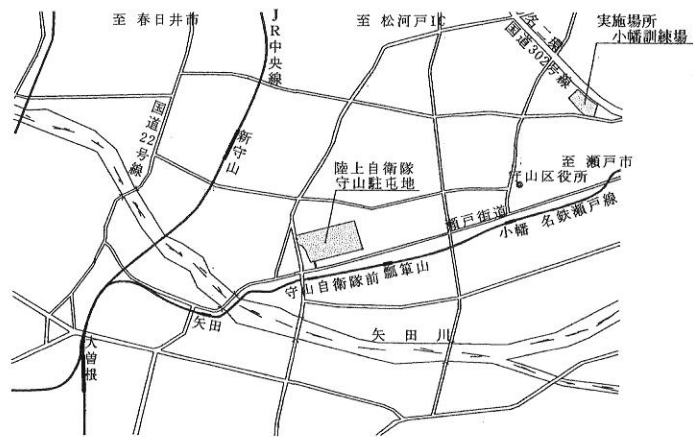 至 春日井市
JR中央線
至 松河戸IC
名二環
国道302号線
実施場所
小幡訓練場
国道22号線
新守山
陸上自衛隊
守山駐屯地
至 瀬戸市
守山区役所
瀬戸街道
小幡
名鉄瀬戸線
守山自衛隊前
瓢箪山
矢田
矢田川
大曽根